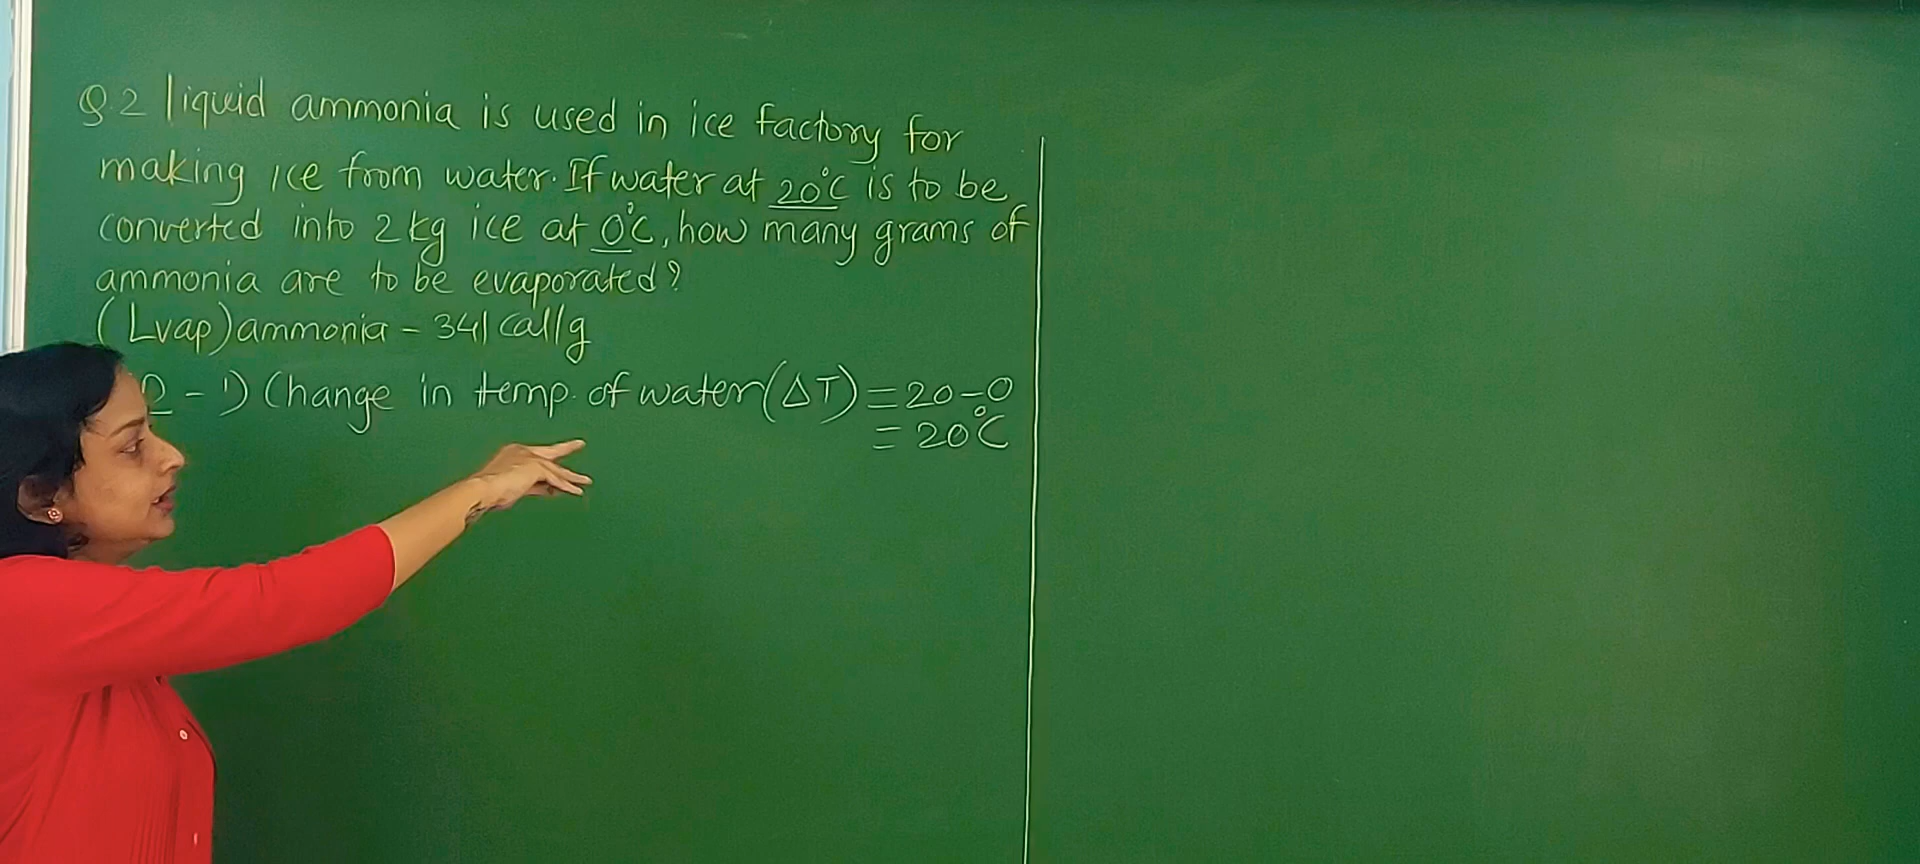 Q.2 liquid ammonia is used in ice factory for
making ice from water. If water at 20°C is to be
converted into 2 kg ice at 0°C, how many grams of
ammonia are to be evaporated?
(Lvap) ammonia - 341 cal/g
- 1) Change in temp. of water (ΔT) = 20-0
= 20°C